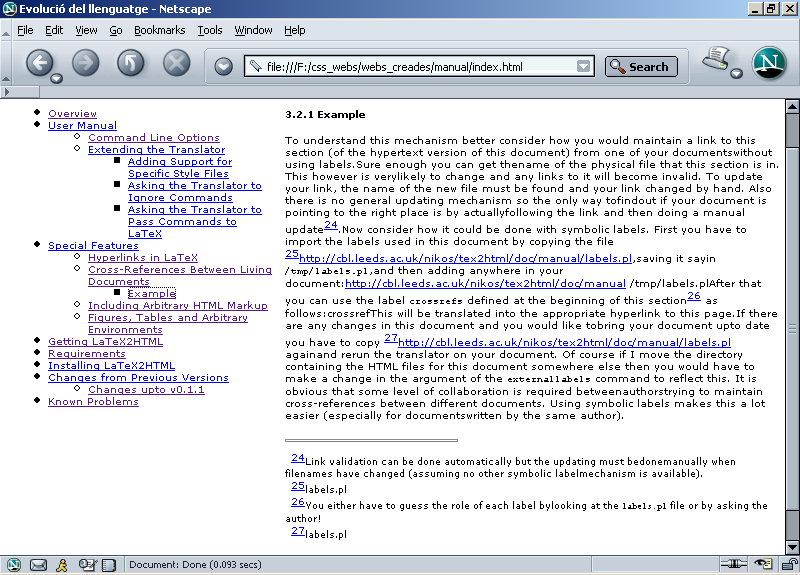 Evolució del llenguatge - Netscape
File Edit View Go Bookmarks Tools Window Help
file:///F:/css_webs/webs_creades/manual/index.html Search
Overview
User Manual
Command Line Options
Extending the Translator
Adding Support for
Specific Style Files
Asking the Translator to
Ignore Commands
Asking the Translator to
Pass Commands to
LaTeX
Special Features
Hyperlinks in LaTeX
Cross-References Between Living
Documents
Example
Including Arbitrary HTML Markup
Figures, Tables and Arbitrary
Environments
Getting LaTeX2HTML
Requirements
Installing LaTeX2HTML
Changes from Previous Versions
Changes upto v0.1.1
Known Problems
3.2.1 Example
To understand this mechanism better consider how you would maintain a link to this
section (of the hypertext version of this document) from one of your documentswithout
using labels.Sure enough you can get thename of the physical file that this section is in.
This however is verylikely to change and any links to it will become invalid. To update
your link, the name of the new file must be found and your link changed by hand. Also
there is no general updating mechanism so the only way tofindout if your document is
pointing to the right place is by actuallyfollowing the link and then doing a manual
update24.Now consider how it could be done with symbolic labels. First you have to
import the labels used in this document by copying the file
25http://cbl.leeds.ac.uk/nikos/tex2html/doc/manual/labels.pl,saving it sayin
/tmp/labels.pl,and then adding anywhere in your
document:http://cbl.leeds.ac.uk/nikos/tex2html/doc/manual /tmp/labels.plAfter that
you can use the label crossrefs defined at the beginning of this section26 as
follows:crossrefThis will be translated into the appropriate hyperlink to this page.If there
are any changes in this document and you would like tobring your document upto date
you have to copy 27http://cbl.leeds.ac.uk/nikos/tex2html/doc/manual/labels.pl
againand rerun the translator on your document. Of course if I move the directory
containing the HTML files for this document somewhere else then you would have to
make a change in the argument of the externallabels command to reflect this. It is
obvious that some level of collaboration is required betweenauthorstrying to maintain
cross-references between different documents. Using symbolic labels makes this a lot
easier (especially for documentswritten by the same author).
24Link validation can be done automatically but the updating must bedonemanually when
filenames have changed (assuming no other symbolic labelmechanism is available).
25labels.pl
26You either have to guess the role of each label bylooking at the labels.pl file or by asking the
author!
27labels.pl
Document: Done (0.093 secs)